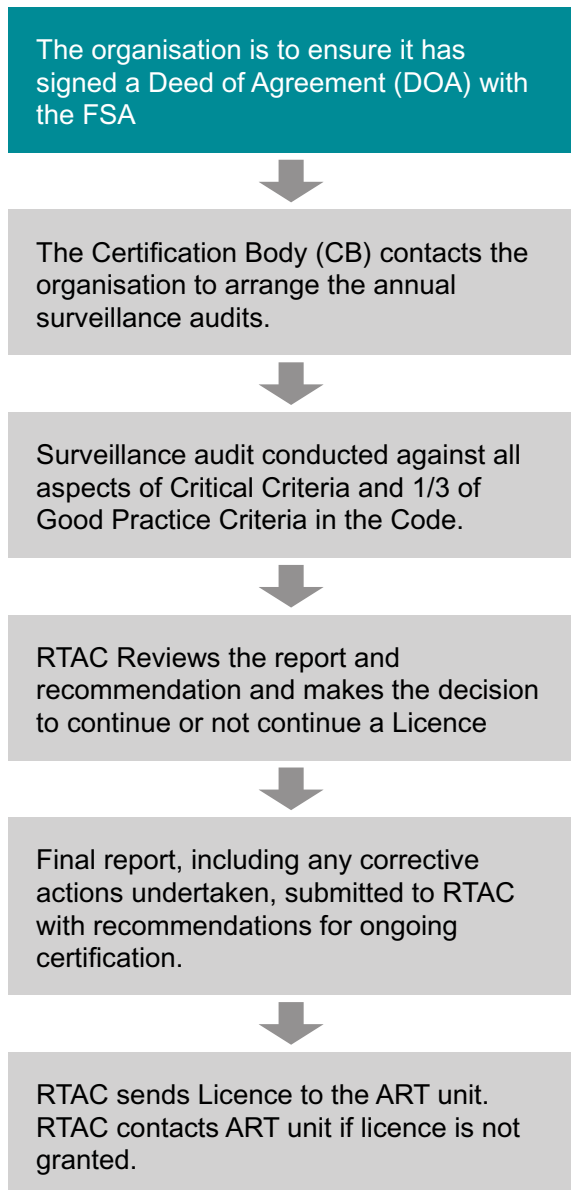 The organisation is to ensure it has
signed a Deed of Agreement (DOA) with
the FSA
The Certification Body (CB) contacts the
organisation to arrange the annual
surveillance audits.
Surveillance audit conducted against all
aspects of Critical Criteria and 1/3 of
Good Practice Criteria in the Code.
RTAC Reviews the report and
recommendation and makes the decision
to continue or not continue a Licence
Final report, including any corrective
actions undertaken, submitted to RTAC
with recommendations for ongoing
certification.
RTAC sends Licence to the ART unit.
RTAC contacts ART unit if licence is not
granted.